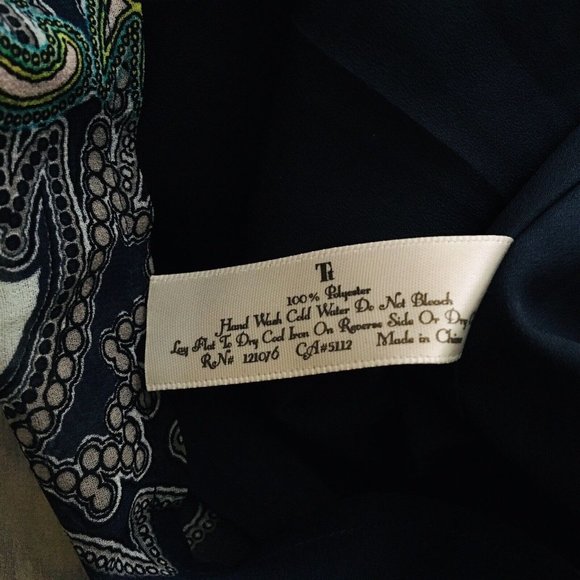 Tt
100% Polyester
Hand Wash Cold Water Do Not Bleach
Lay Flat To Dry Cool Iron On Reverse Side Or Dry
RN# 121076 CA#5112 Made in